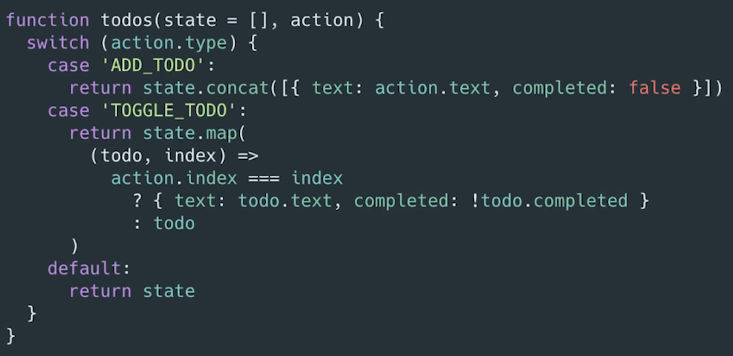 function todos(state = [], action) {
  switch (action.type) {
    case 'ADD_TODO':
      return state.concat([{ text: action.text, completed: false }])
    case 'TOGGLE_TODO':
      return state.map(
        (todo, index) =>
          action.index === index
            ? { text: todo.text, completed: !todo.completed }
            : todo
      )
    default:
      return state
  }
}